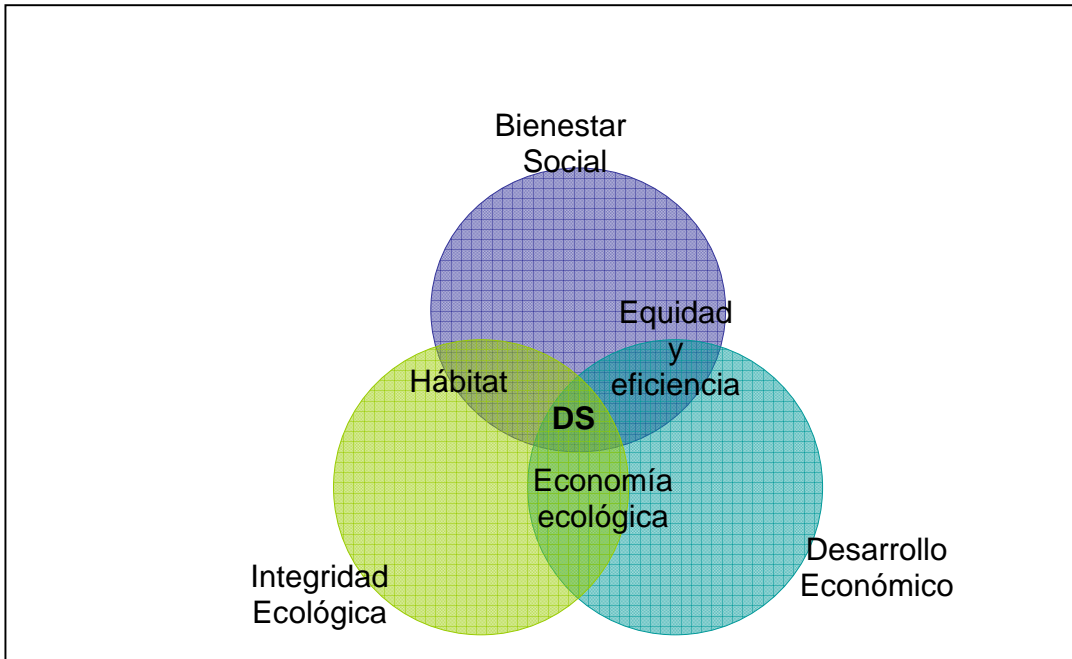 Bienestar
Social
Equidad
y
eficiencia
Hábitat
DS
Economía
ecológica
Desarrollo
Económico
Integridad
Ecológica